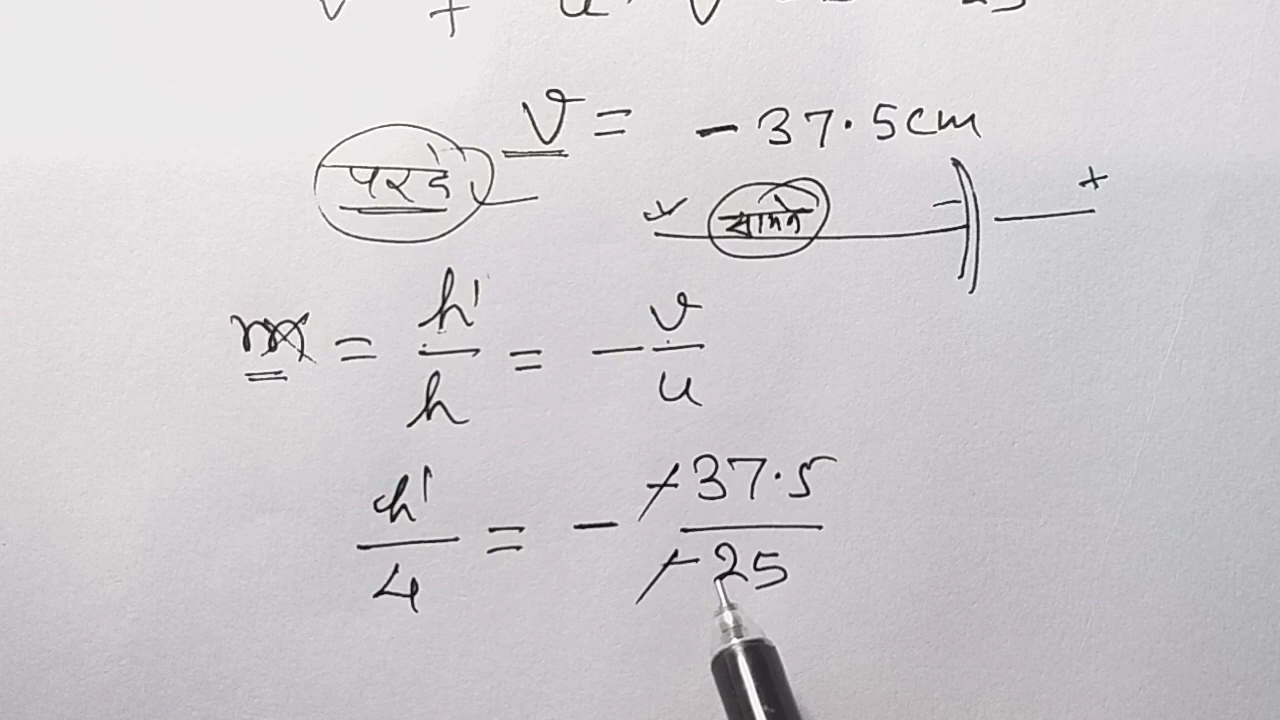 v = - 37.5cm
परदे
सामने - +
m = h'/h = - v/u
h'/4 = - -37.5/-25